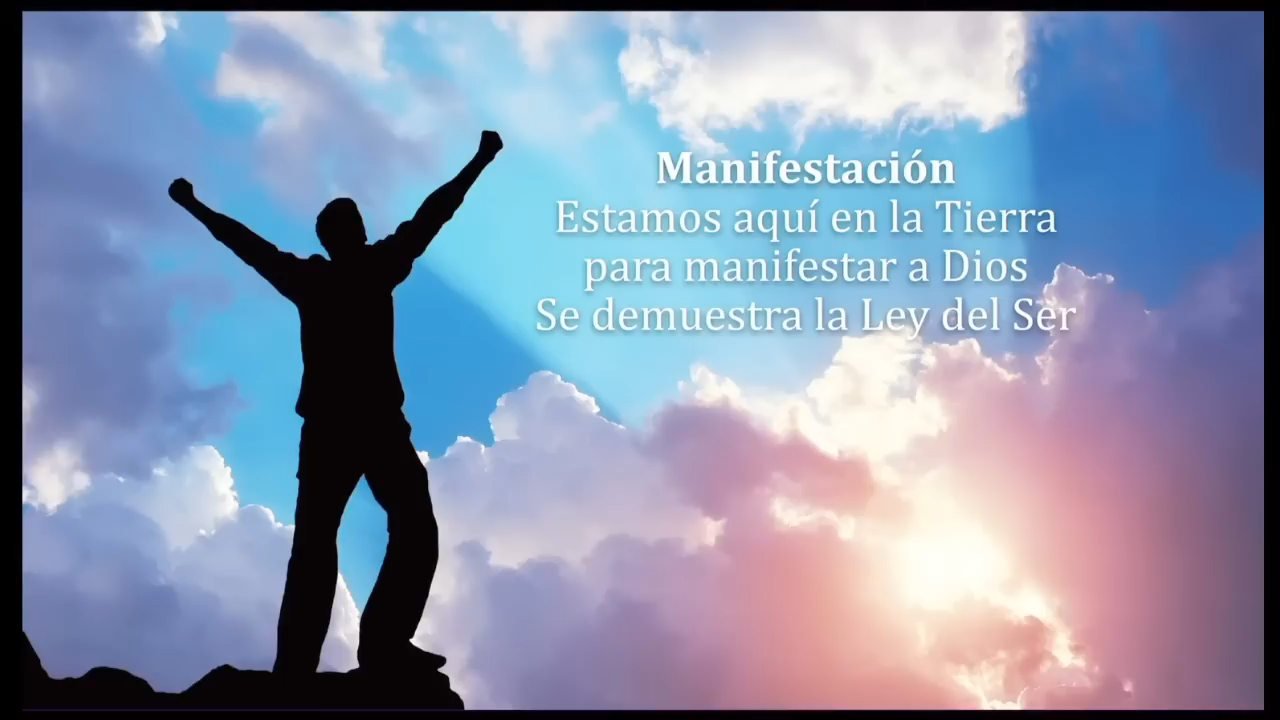 Manifestación
Estamos aquí en la Tierra
para manifestar a Dios
Se demuestra la Ley del Ser